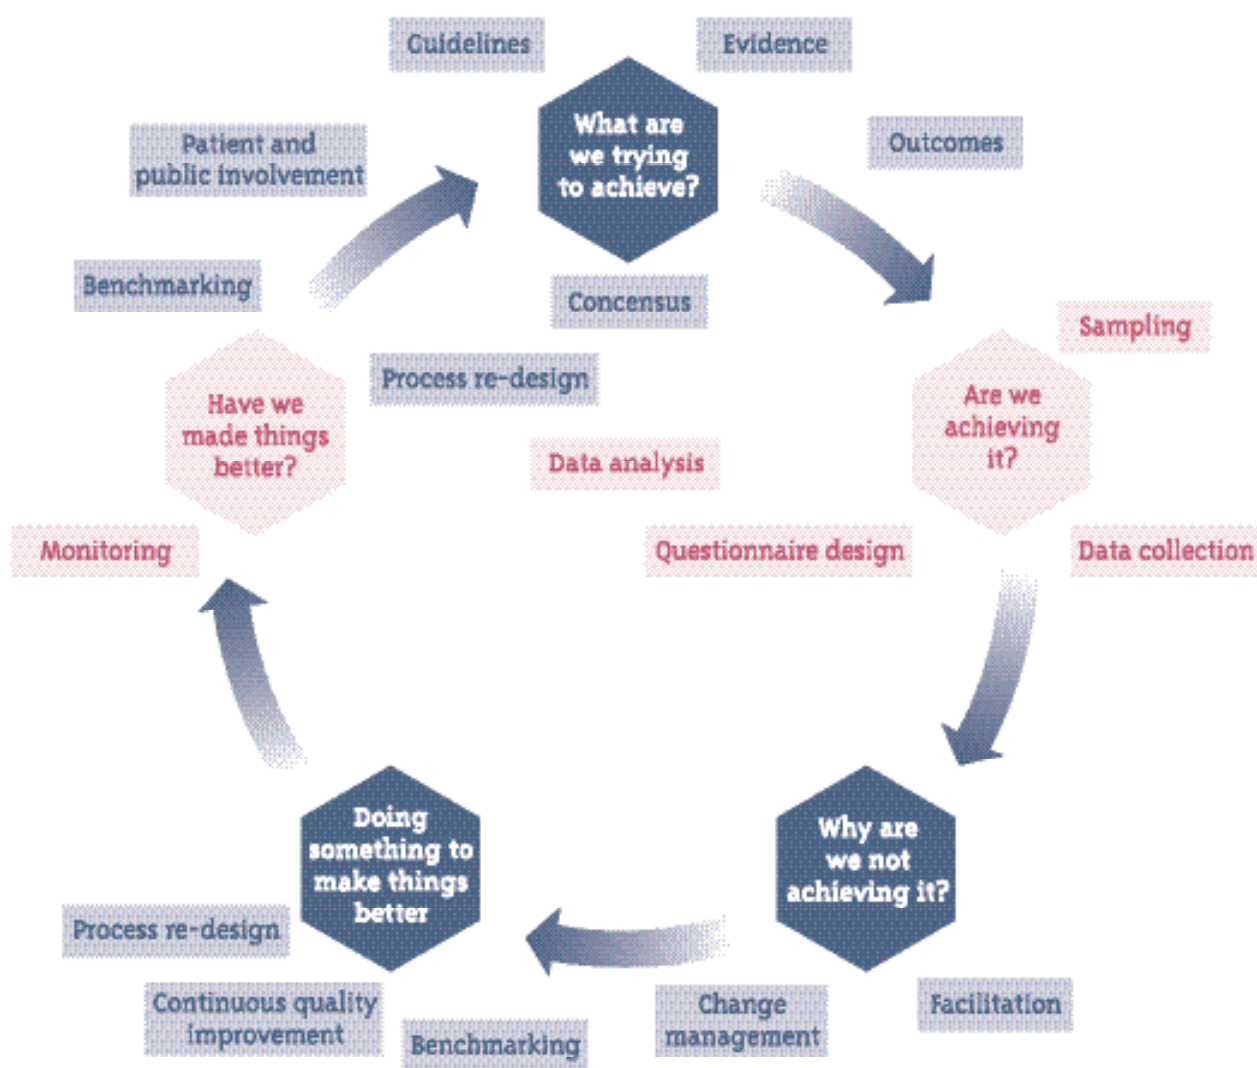 Guidelines
Evidence
What are
we trying
to achieve?
Patient and
public involvement
Outcomes
Benchmarking
Concensus
Sampling
Process re-design
Have we
made things
better?
Are we
achieving
it?
Data analysis
Monitoring
Questionnaire design
Data collection
Doing
something to
make things
better
Why are
we not
achieving it?
Process re-design
Continuous quality
improvement
Benchmarking
Change
management
Facilitation